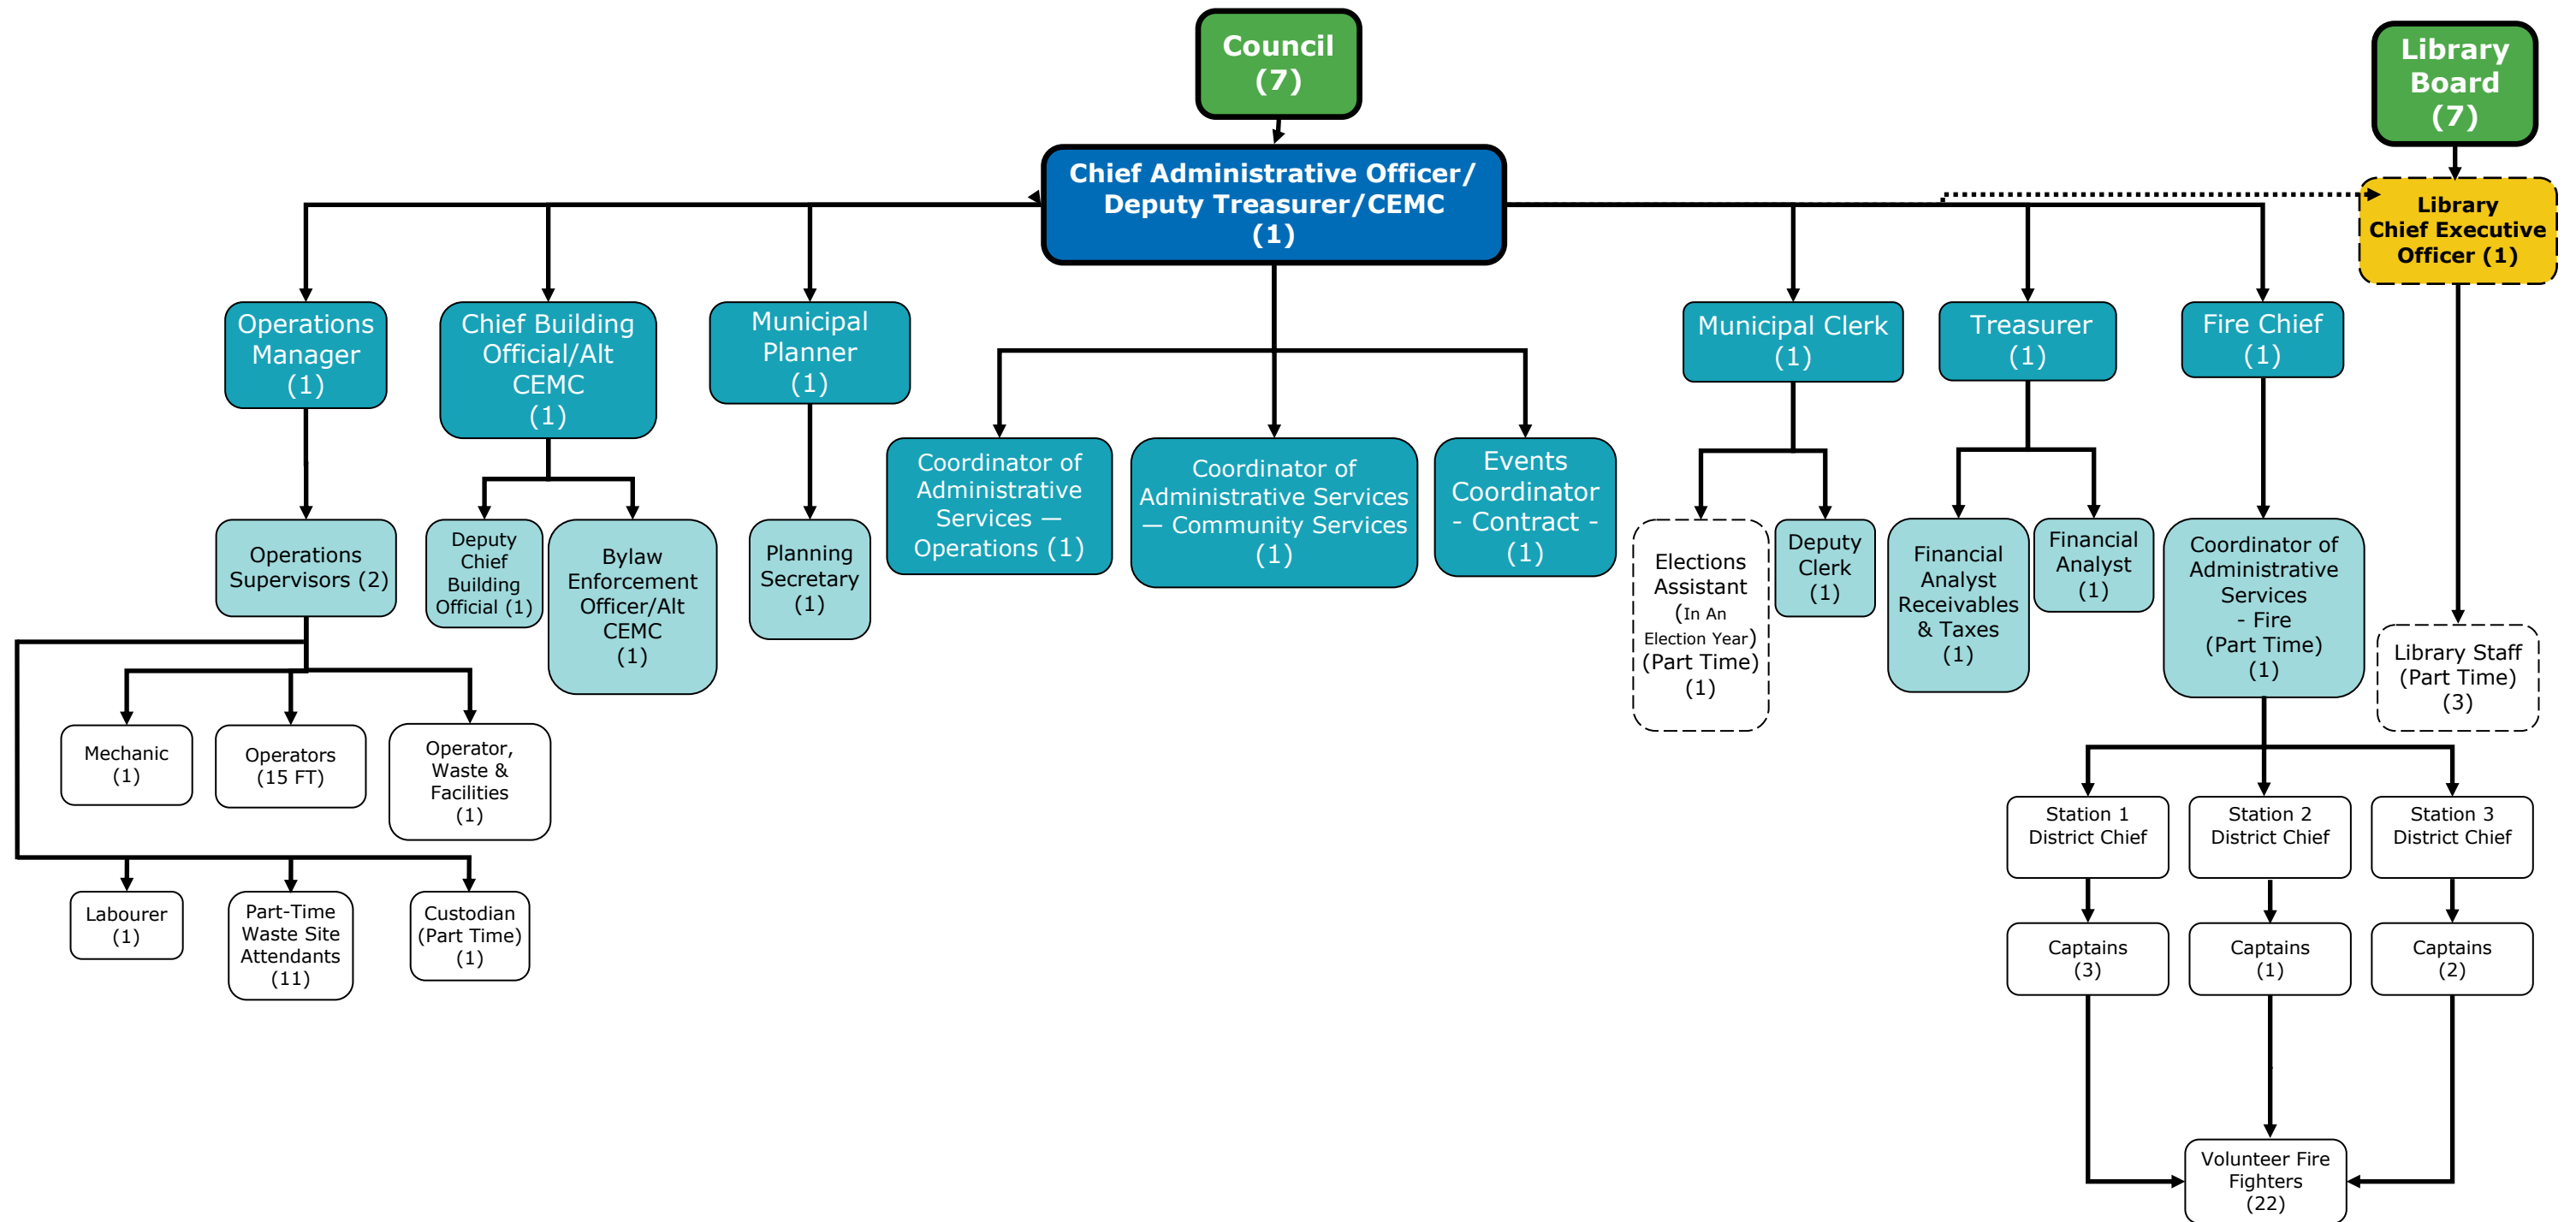 Council
(7)
Library
Board
(7)
Chief Administrative Officer/
Deputy Treasurer/CEMC
(1)
Library
Chief Executive
Officer (1)
Operations
Manager
(1)
Chief Building
Official/Alt
CEMC
(1)
Municipal
Planner
(1)
Municipal Clerk
(1)
Treasurer
(1)
Fire Chief
(1)
Coordinator of
Administrative
Services —
Operations (1)
Coordinator of
Administrative Services
— Community Services
(1)
Events
Coordinator
- Contract -
(1)
Operations
Supervisors (2)
Deputy
Chief
Building
Official (1)
Bylaw
Enforcement
Officer/Alt
CEMC
(1)
Planning
Secretary
(1)
Elections
Assistant
(In An
Election Year)
(Part Time)
(1)
Deputy
Clerk
(1)
Financial
Analyst
Receivables
& Taxes
(1)
Financial
Analyst
(1)
Coordinator of
Administrative
Services
- Fire
(Part Time)
(1)
Library Staff
(Part Time)
(3)
Mechanic
(1)
Operators
(15 FT)
Operator,
Waste &
Facilities
(1)
Station 1
District Chief
Station 2
District Chief
Station 3
District Chief
Labourer
(1)
Part-Time
Waste Site
Attendants
(11)
Custodian
(Part Time)
(1)
Captains
(3)
Captains
(1)
Captains
(2)
Volunteer Fire
Fighters
(22)